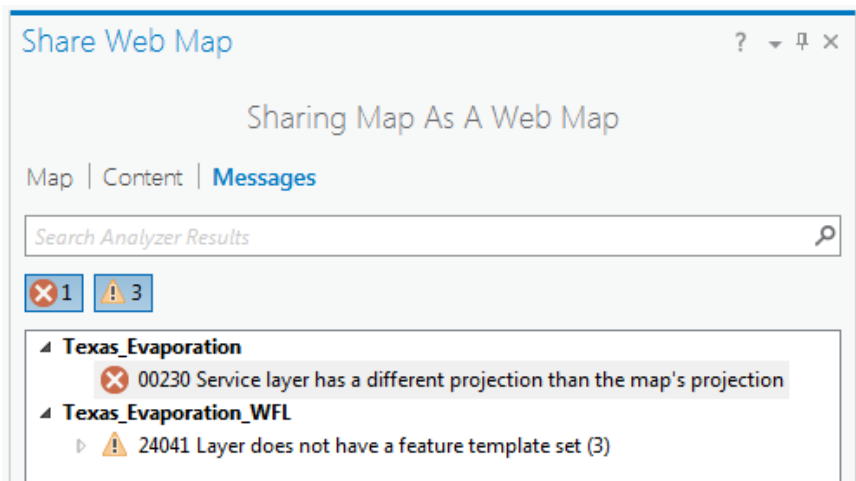 Share Web Map ?
Sharing Map As A Web Map
Map | Content | Messages
Search Analyzer Results
1 3
Texas_Evaporation
00230 Service layer has a different projection than the map's projection
Texas_Evaporation_WFL
24041 Layer does not have a feature template set (3)